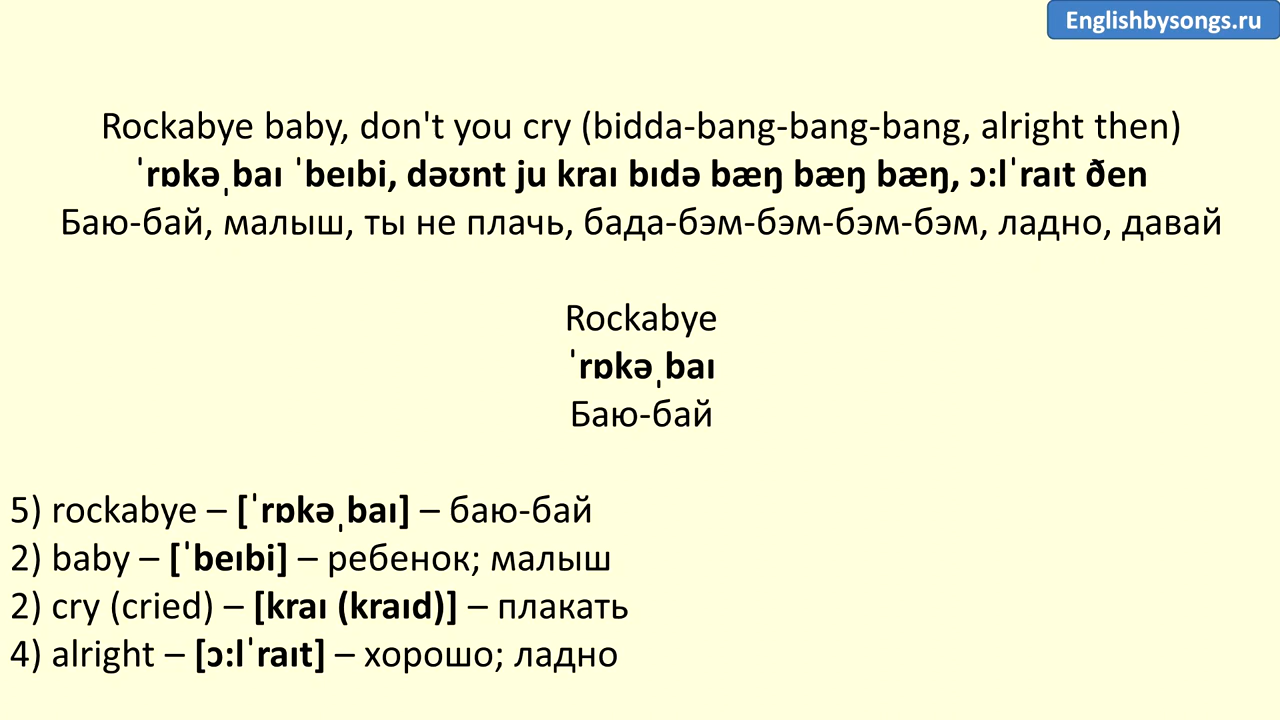 Englishbysongs.ru
Rockabye baby, don't you cry (bidda-bang-bang-bang, alright then)
ˈrɒkəˌbaɪ ˈbeɪbi, dəʊnt ju kraɪ bɪdə bæŋ bæŋ bæŋ, ɔ:lˈraɪt ðen
Баю-бай, малыш, ты не плачь, бада-бэм-бэм-бэм-бэм, ладно, давай
Rockabye
ˈrɒkəˌbaɪ
Баю-бай
5) rockabye – [ˈrɒkəˌbaɪ] – баю-бай
2) baby – [ˈbeɪbi] – ребенок; малыш
2) cry (cried) – [kraɪ (kraɪd)] – плакать
4) alright – [ɔ:lˈraɪt] – хорошо; ладно